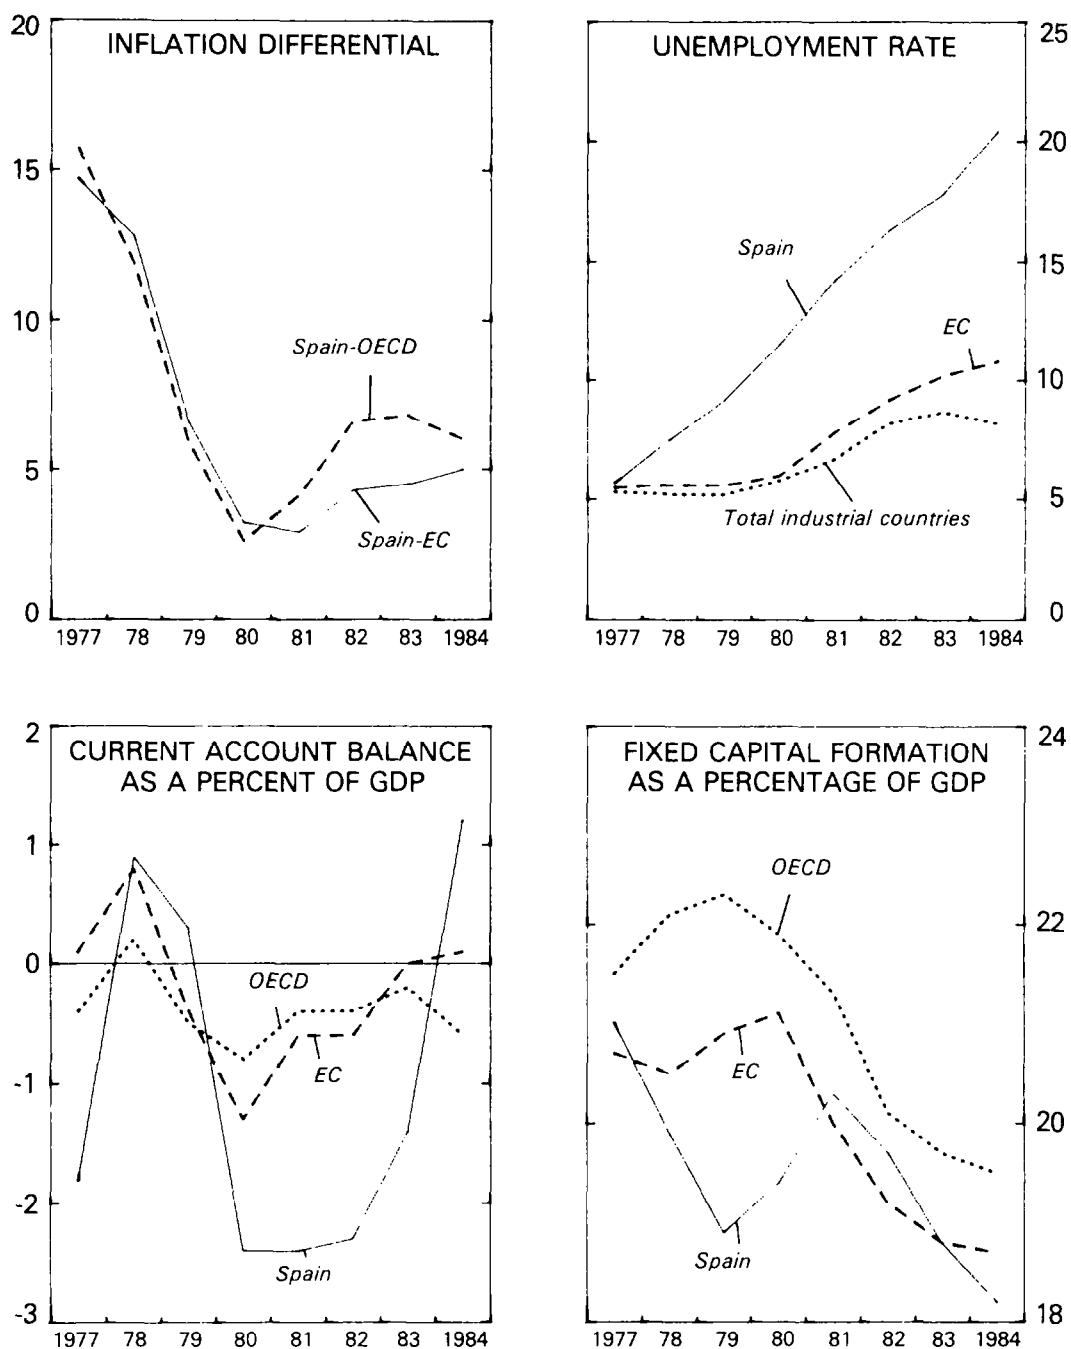 20
INFLATION DIFFERENTIAL
15
10
Spain-OECD
5
Spain-EC
0
1977 78 79 80 81 82 83 1984
UNEMPLOYMENT RATE
25
20
Spain
15
EC
10
5
Total industrial countries
0
1977 78 79 80 81 82 83 1984
2
CURRENT ACCOUNT BALANCE
AS A PERCENT OF GDP
1
0
OECD
EC
-1
-2
Spain
-3
1977 78 79 80 81 82 83 1984
24
FIXED CAPITAL FORMATION
AS A PERCENTAGE OF GDP
OECD
22
EC
20
Spain
18
1977 78 79 80 81 82 83 1984